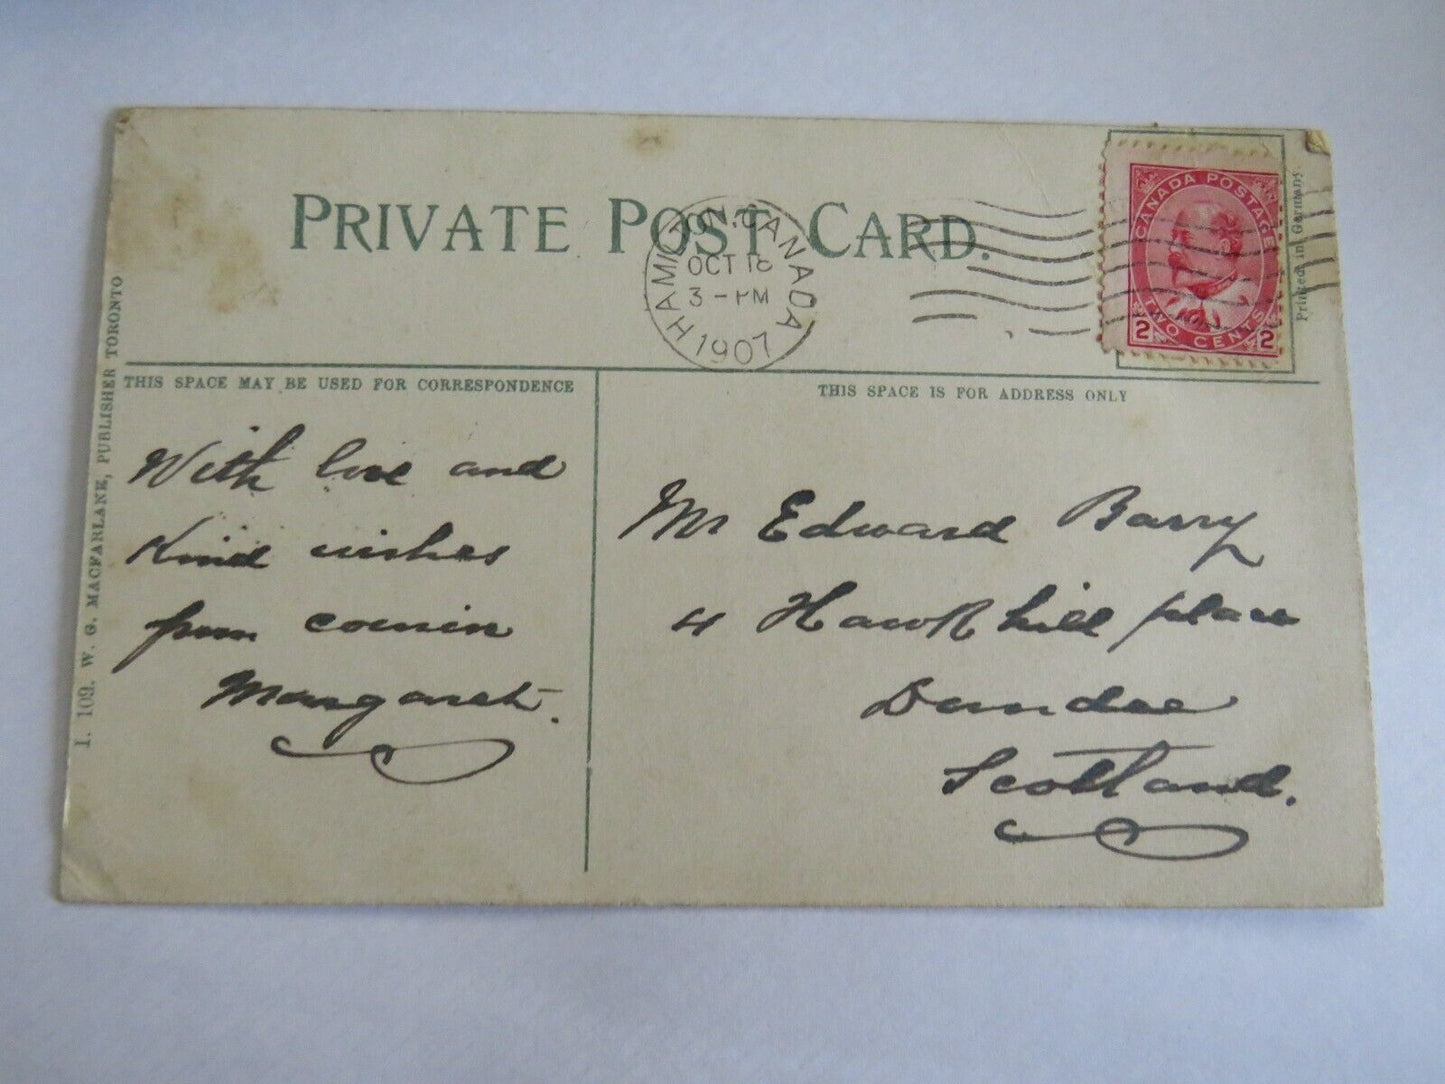 PRIVATE POST CARD.
HAMILTON, CANADA
OCT 18
3 - PM
1907
CANADA POSTAGE
2 TWO CENTS 2
Printed in Germany.
I. 109. W. G. MACFARLANE, PUBLISHER TORONTO
THIS SPACE MAY BE USED FOR CORRESPONDENCE
With love and
Kind wishes
from cousin
Margaret.
THIS SPACE IS FOR ADDRESS ONLY
Mr Edward Barry
4 Hawkhill place
Dundee
Scotland.